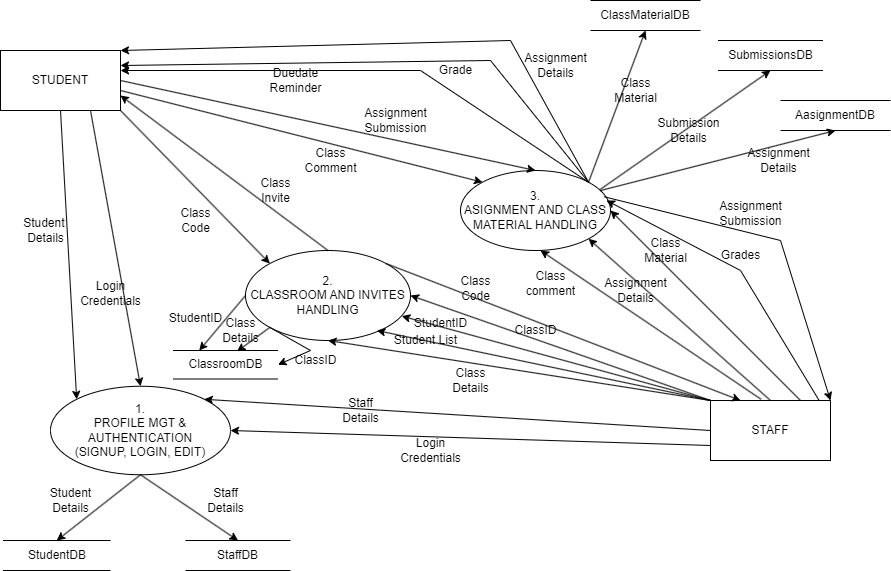 ClassMaterialDB
SubmissionsDB
AasignmentDB
STUDENT
Assignment
Details
Grade
Duedate
Reminder
Class
Material
Submission
Details
Assignment
Details
Assignment
Submission
Class
Comment
Class
Invite
Class
Code
Student
Details
Login
Credentials
3.
ASIGNMENT AND CLASS
MATERIAL HANDLING
Assignment
Submission
Class
Material
Grades
Class
comment
Assignment
Details
2.
CLASSROOM AND INVITES
HANDLING
Class
Code
StudentID
Class
Details
StudentID
ClassID
Student List
ClassroomDB
ClassID
Class
Details
1.
PROFILE MGT &
AUTHENTICATION
(SIGNUP, LOGIN, EDIT)
Staff
Details
Login
Credentials
STAFF
Student
Details
Staff
Details
StudentDB
StaffDB